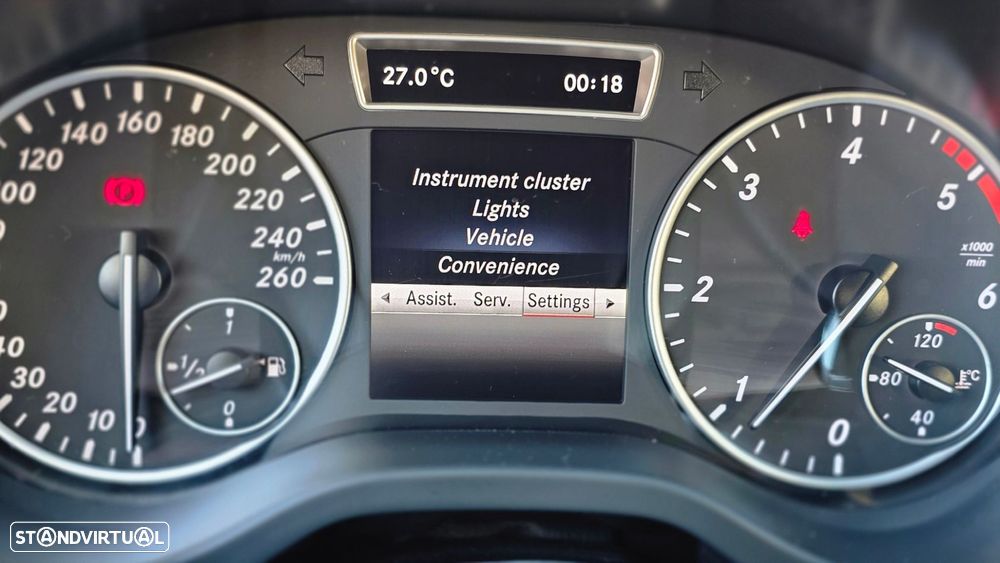 27.0°C 00:18
Instrument cluster
Lights
Vehicle
Convenience
Assist. Serv. Settings
10
20
30
40
120
140
160
180
200
220
240
km/h
260
1
1/2
0
0
1
2
3
4
5
6
x1000
min
120
80
40
°C
STANDVIRTUAL